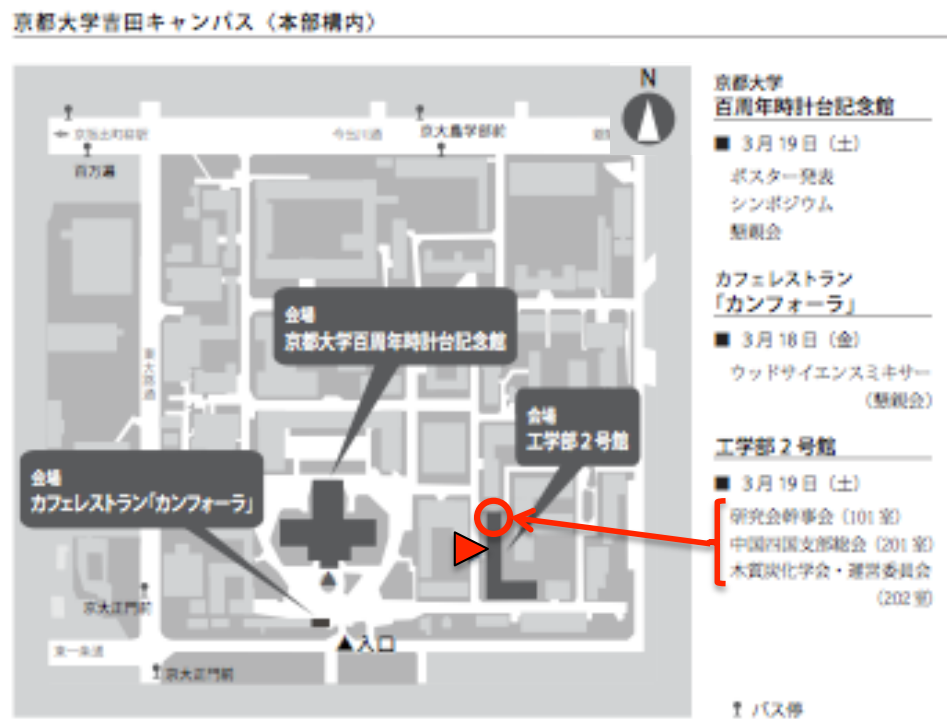 京都大学吉田キャンパス（本部構内）
N
今出川通
京大農学部前
百万遍
東大路通
会場
京都大学百周年時計台記念館
会場
工学部２号館
会場
カフェレストラン「カンフォーラ」
京大正門前
▲入口
東一条通
京大正門前
京都大学
百周年時計台記念館
■ 3月19日（土）
ポスター発表
シンポジウム
懇親会
カフェレストラン
「カンフォーラ」
■ 3月18日（金）
ウッドサイエンスミキサー
（懇親会）
工学部２号館
■ 3月19日（土）
研究会幹事会（101室）
中国四国支部総会（201室）
木質炭化学会・運営委員会
（202室）
バス停